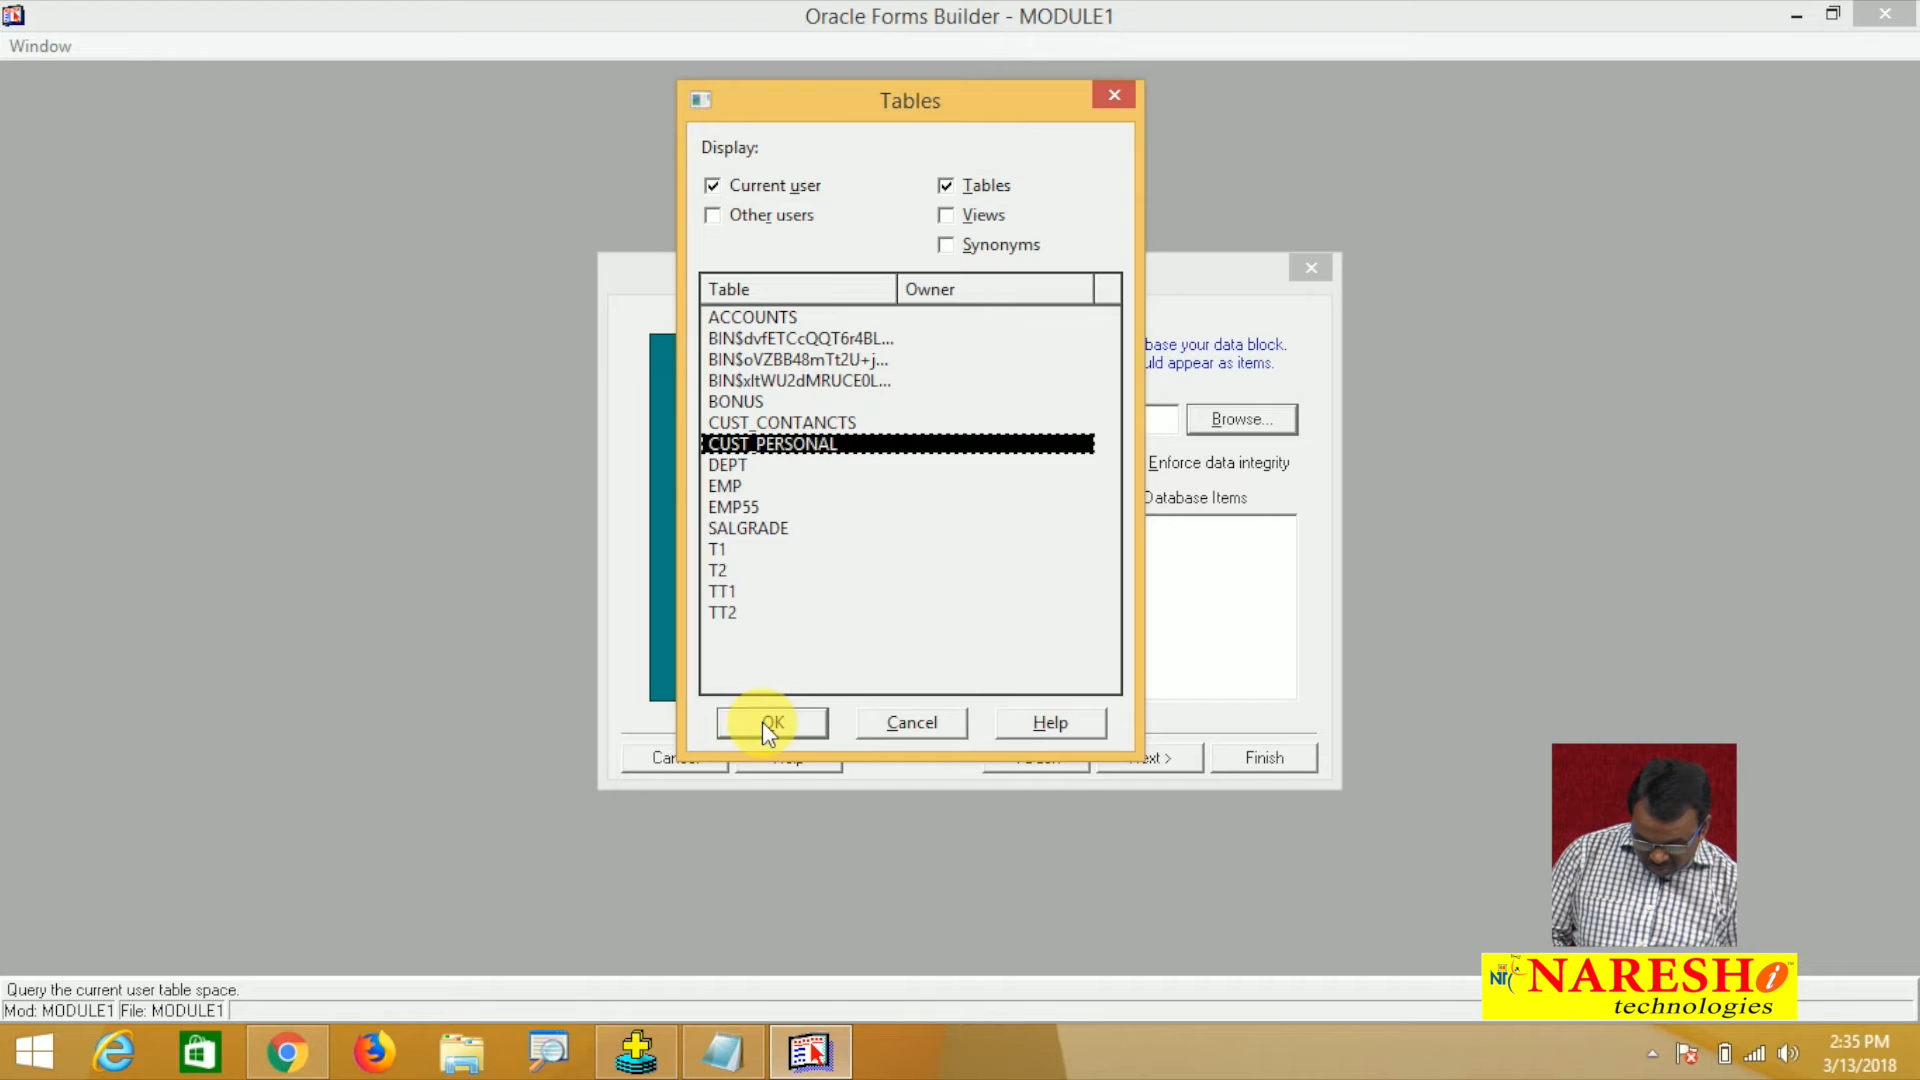 Oracle Forms Builder - MODULE1
Window
Tables
Display:
Current user
Tables
Other users
Views
Synonyms
Table
Owner
ACCOUNTS
BIN$dvfETCcQQT6r4BL...
BIN$oVZBB48mTt2U+j...
BIN$xltWU2dMRUCE0L...
BONUS
CUST_CONTANCTS
CUST_PERSONAL
DEPT
EMP
EMP55
SALGRADE
T1
T2
TT1
TT2
OK
Cancel
Help
base your data block.
uld appear as items.
Browse...
Enforce data integrity
Database Items
Next >
Finish
Query the current user table space.
Mod: MODULE1 File: MODULE1
NARESH i
technologies
2:35 PM
3/13/2018